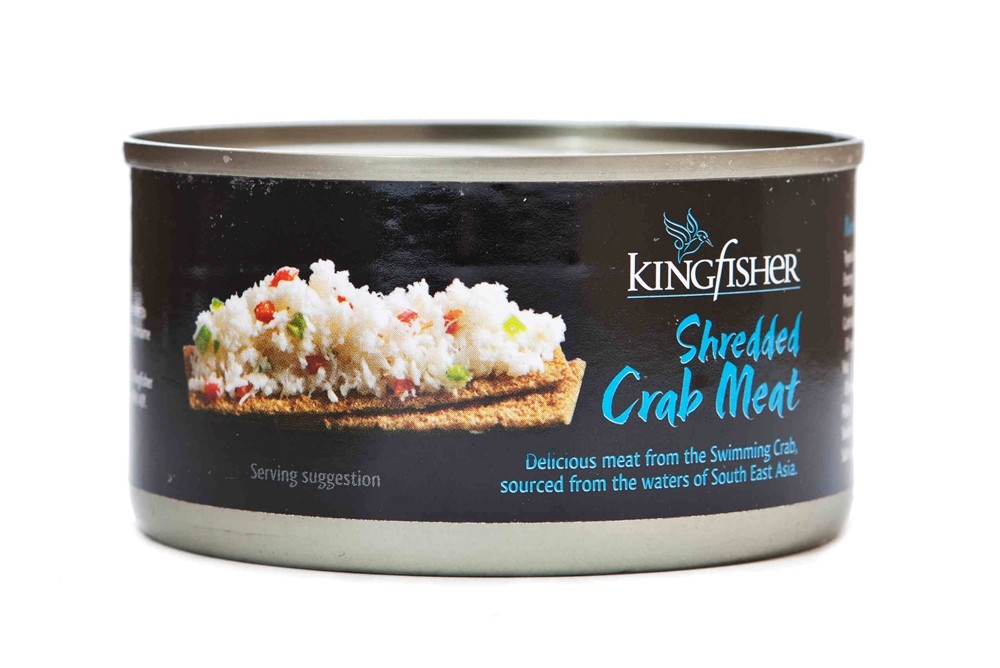 KINGfISHER™
Shredded
Crab Meat
Delicious meat from the Swimming Crab,
sourced from the waters of South East Asia.
Serving suggestion